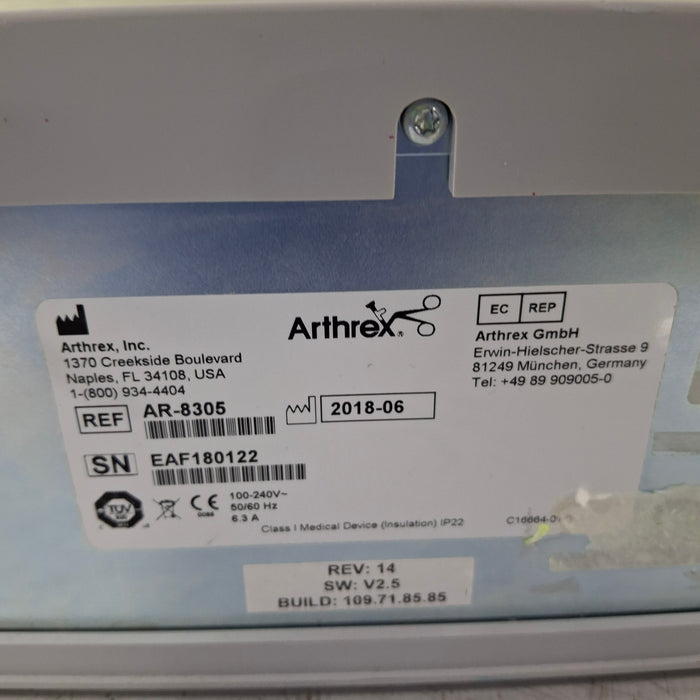 Arthrex, Inc.
1370 Creekside Boulevard
Naples, FL 34108, USA
1-(800) 934-4404
Arthrex®
EC REP
Arthrex GmbH
Erwin-Hielscher-Strasse 9
81249 München, Germany
Tel: +49 89 909005-0
REF AR-8305
2018-06
SN EAF180122
TÜV
CE
100-240V~
50/60 Hz
6.3 A
Class I Medical Device (Insulation) IP22
REV: 14
SW: V2.5
BUILD: 109.71.85.85